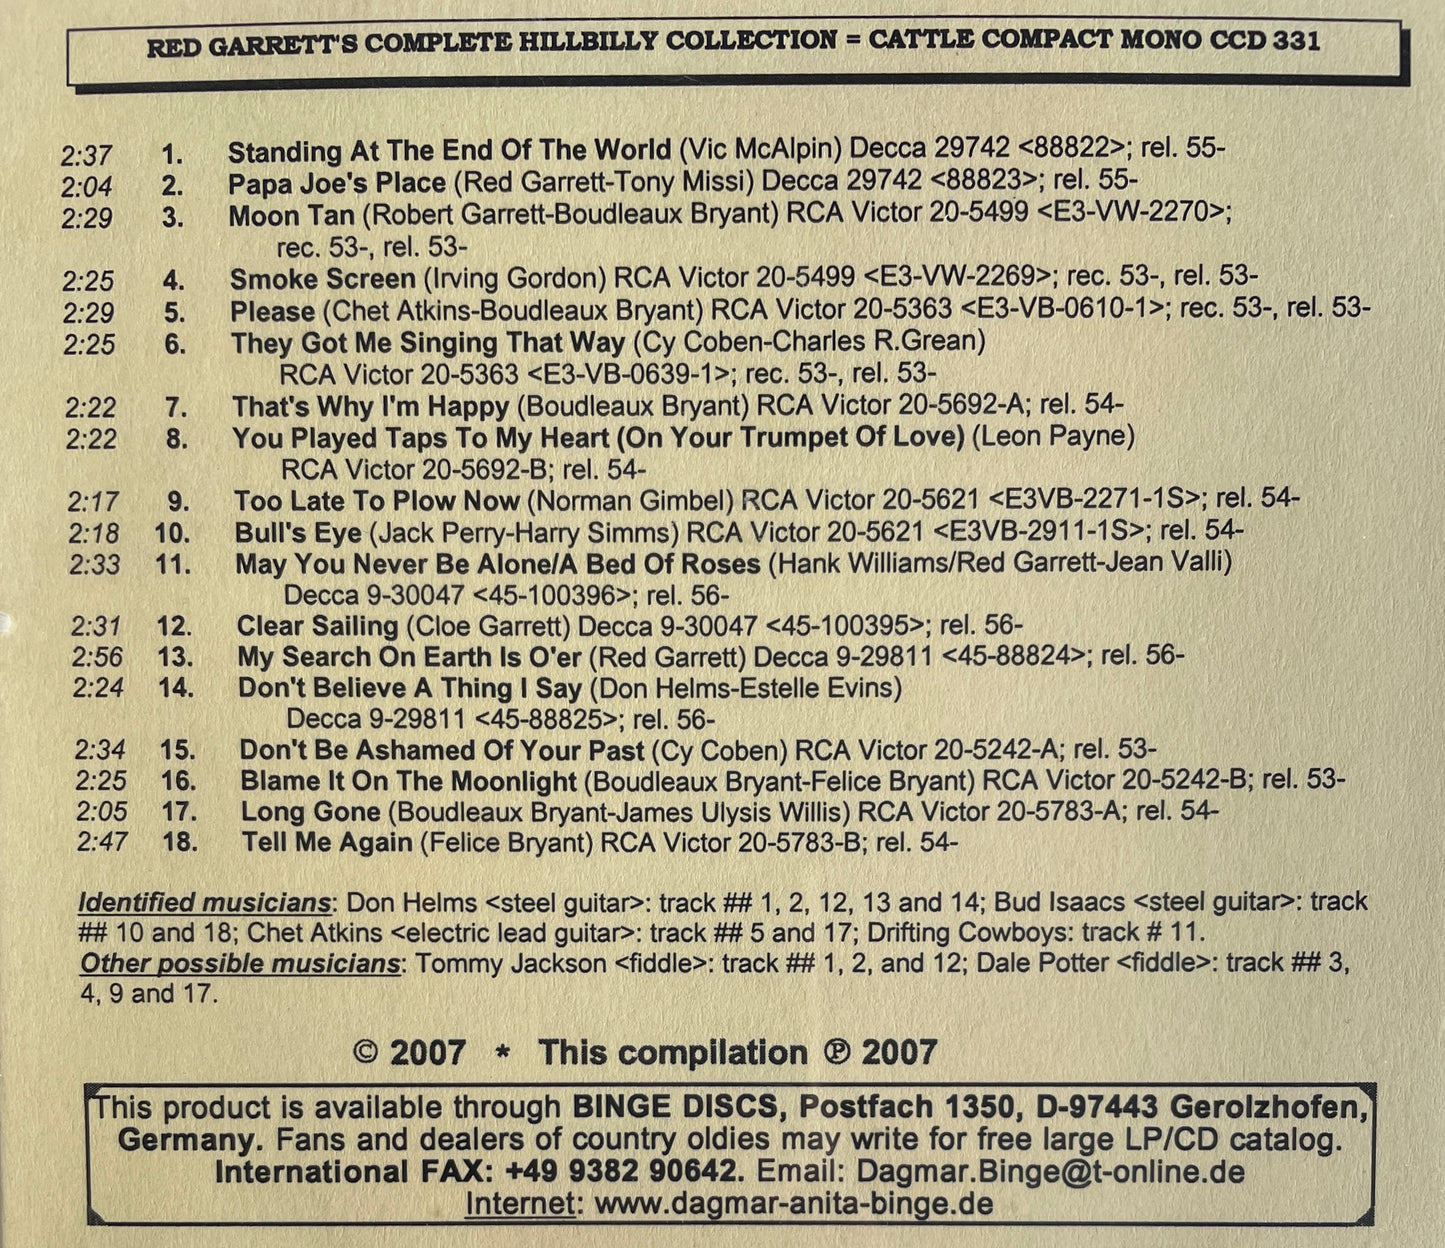 RED GARRETT'S COMPLETE HILLBILLY COLLECTION = CATTLE COMPACT MONO CCD 331
2:37 1. Standing At The End Of The World (Vic McAlpin) Decca 29742 <88822>; rel. 55-
2:04 2. Papa Joe's Place (Red Garrett-Tony Missi) Decca 29742 <88823>; rel. 55-
2:29 3. Moon Tan (Robert Garrett-Boudleaux Bryant) RCA Victor 20-5499 <E3-VW-2270>;
rec. 53-, rel. 53-
2:25 4. Smoke Screen (Irving Gordon) RCA Victor 20-5499 <E3-VW-2269>; rec. 53-, rel. 53-
2:29 5. Please (Chet Atkins-Boudleaux Bryant) RCA Victor 20-5363 <E3-VB-0610-1>; rec. 53-, rel. 53-
2:25 6. They Got Me Singing That Way (Cy Coben-Charles R.Grean)
RCA Victor 20-5363 <E3-VB-0639-1>; rec. 53-, rel. 53-
2:22 7. That's Why I'm Happy (Boudleaux Bryant) RCA Victor 20-5692-A; rel. 54-
2:22 8. You Played Taps To My Heart (On Your Trumpet Of Love) (Leon Payne)
RCA Victor 20-5692-B; rel. 54-
2:17 9. Too Late To Plow Now (Norman Gimbel) RCA Victor 20-5621 <E3VB-2271-1S>; rel. 54-
2:18 10. Bull's Eye (Jack Perry-Harry Simms) RCA Victor 20-5621 <E3VB-2911-1S>; rel. 54-
2:33 11. May You Never Be Alone/A Bed Of Roses (Hank Williams/Red Garrett-Jean Valli)
Decca 9-30047 <45-100396>; rel. 56-
2:31 12. Clear Sailing (Cloe Garrett) Decca 9-30047 <45-100395>; rel. 56-
2:56 13. My Search On Earth Is O'er (Red Garrett) Decca 9-29811 <45-88824>; rel. 56-
2:24 14. Don't Believe A Thing I Say (Don Helms-Estelle Evins)
Decca 9-29811 <45-88825>; rel. 56-
2:34 15. Don't Be Ashamed Of Your Past (Cy Coben) RCA Victor 20-5242-A; rel. 53-
2:25 16. Blame It On The Moonlight (Boudleaux Bryant-Felice Bryant) RCA Victor 20-5242-B; rel. 53-
2:05 17. Long Gone (Boudleaux Bryant-James Ulysis Willis) RCA Victor 20-5783-A; rel. 54-
2:47 18. Tell Me Again (Felice Bryant) RCA Victor 20-5783-B; rel. 54-
Identified musicians: Don Helms <steel guitar>: track ## 1, 2, 12, 13 and 14; Bud Isaacs <steel guitar>: track
## 10 and 18; Chet Atkins <electric lead guitar>: track ## 5 and 17; Drifting Cowboys: track # 11.
Other possible musicians: Tommy Jackson <fiddle>: track ## 1, 2, and 12; Dale Potter <fiddle>: track ## 3,
4, 9 and 17.
© 2007 * This compilation ℗ 2007
This product is available through BINGE DISCS, Postfach 1350, D-97443 Gerolzhofen,
Germany. Fans and dealers of country oldies may write for free large LP/CD catalog.
International FAX: +49 9382 90642. Email: Dagmar.Binge@t-online.de
Internet: www.dagmar-anita-binge.de